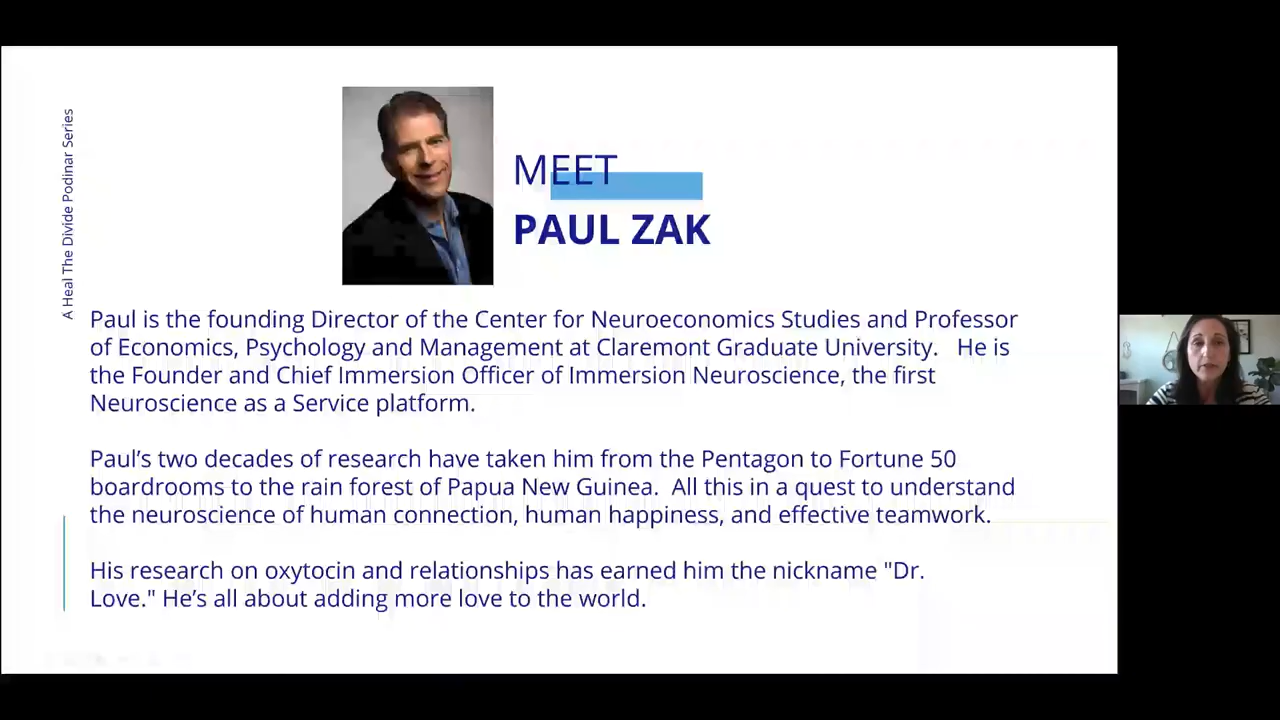 A Heal The Divide Podinar Series
MEET
PAUL ZAK
Paul is the founding Director of the Center for Neuroeconomics Studies and Professor
of Economics, Psychology and Management at Claremont Graduate University.   He is
the Founder and Chief Immersion Officer of Immersion Neuroscience, the first
Neuroscience as a Service platform.
Paul’s two decades of research have taken him from the Pentagon to Fortune 50
boardrooms to the rain forest of Papua New Guinea.  All this in a quest to understand
the neuroscience of human connection, human happiness, and effective teamwork.
His research on oxytocin and relationships has earned him the nickname "Dr.
Love." He’s all about adding more love to the world.